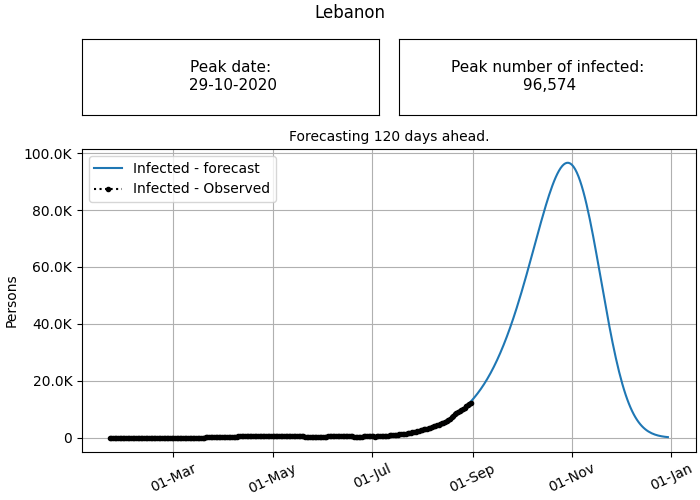 Lebanon
Peak date:
29-10-2020
Peak number of infected:
96,574
Forecasting 120 days ahead.
Infected - forecast
Infected - Observed
Persons
100.0K
80.0K
60.0K
40.0K
20.0K
0
01-Mar
01-May
01-Jul
01-Sep
01-Nov
01-Jan